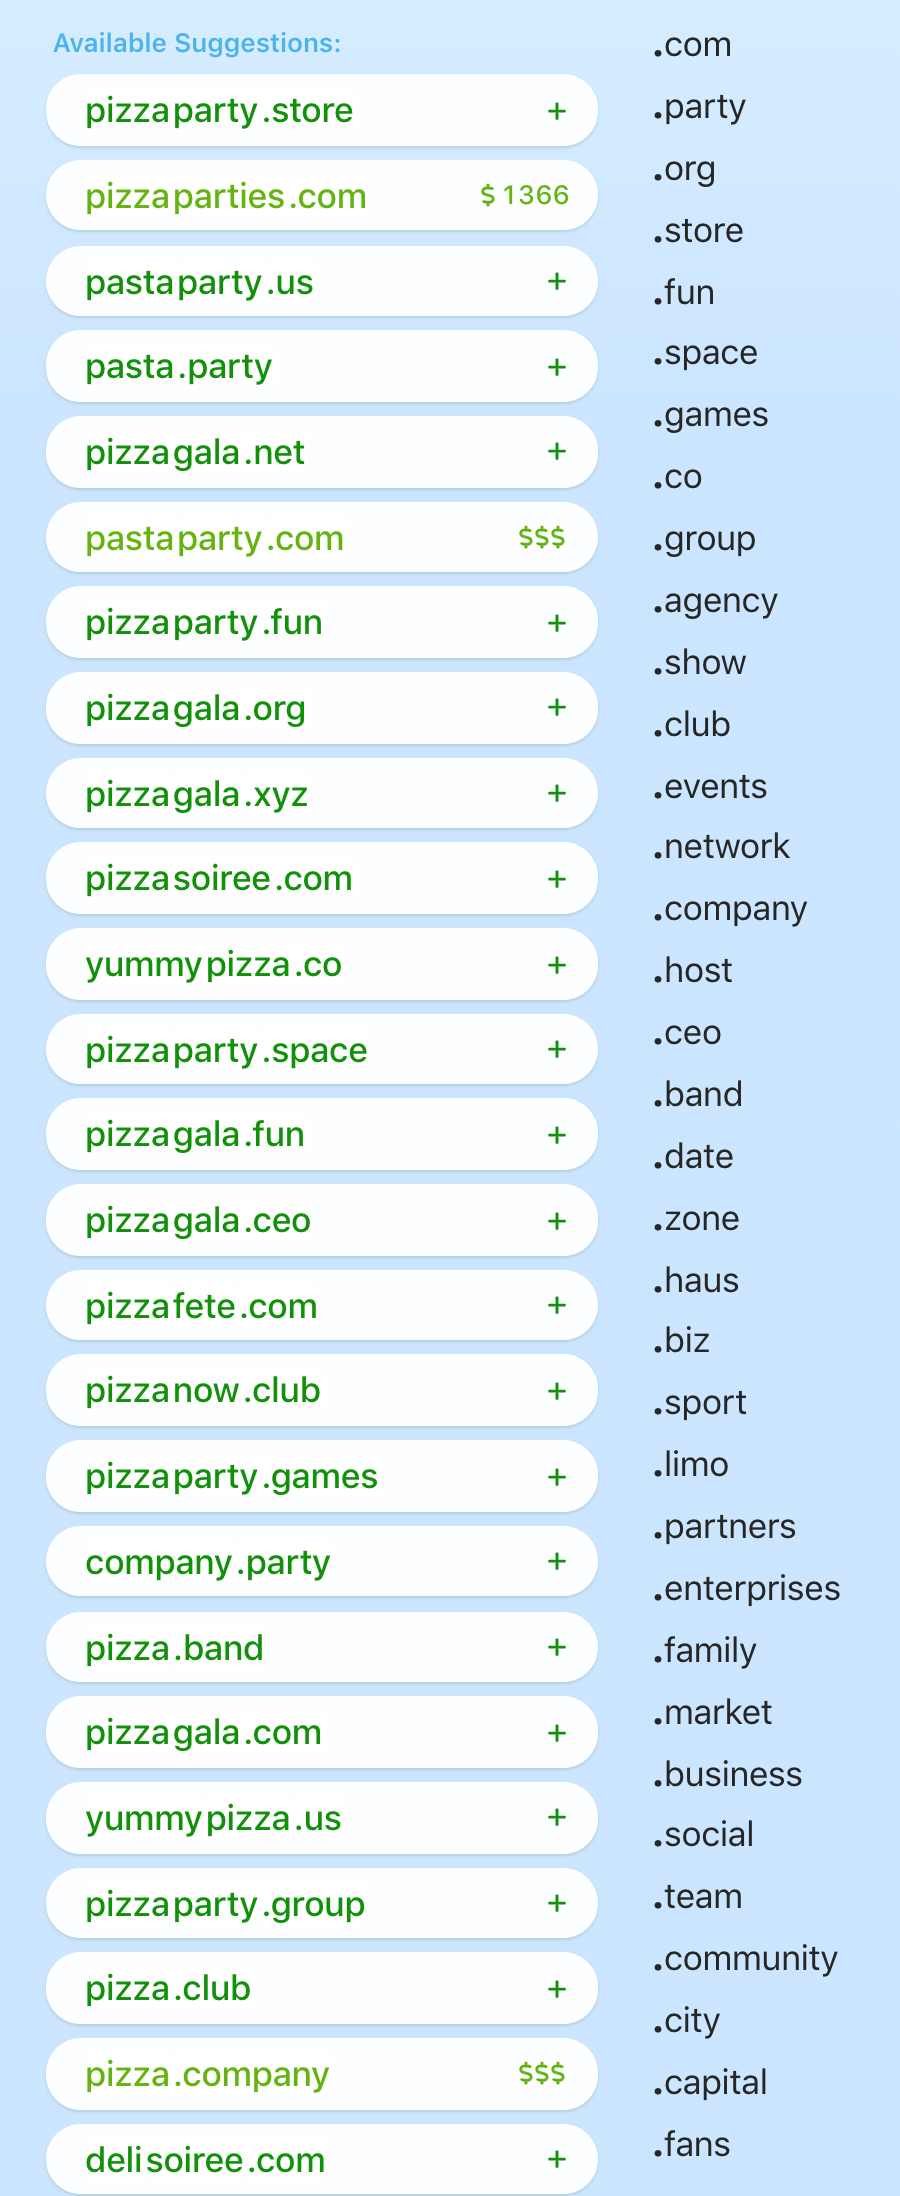 Available Suggestions:
pizzaparty.store +
pizzaparties.com $ 1366
pastaparty.us +
pasta.party +
pizzagala.net +
pastaparty.com $$$
pizzaparty.fun +
pizzagala.org +
pizzagala.xyz +
pizzasoiree.com +
yummypizza.co +
pizzaparty.space +
pizzagala.fun +
pizzagala.ceo +
pizzafete.com +
pizzanow.club +
pizzaparty.games +
company.party +
pizza.band +
pizzagala.com +
yummypizza.us +
pizzaparty.group +
pizza.club +
pizza.company $$$
delisoiree.com +
.com
.party
.org
.store
.fun
.space
.games
.co
.group
.agency
.show
.club
.events
.network
.company
.host
.ceo
.band
.date
.zone
.haus
.biz
.sport
.limo
.partners
.enterprises
.family
.market
.business
.social
.team
.community
.city
.capital
.fans